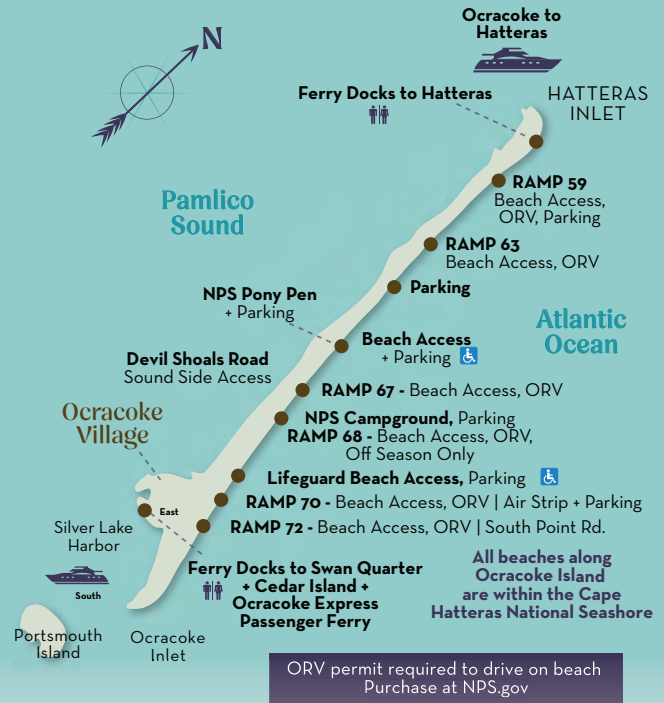 Ocracoke to
Hatteras
N
Ferry Docks to Hatteras
HATTERAS
INLET
RAMP 59
Beach Access,
ORV, Parking
Pamlico
Sound
RAMP 63
Beach Access, ORV
Parking
NPS Pony Pen
+ Parking
Atlantic
Ocean
Beach Access
+ Parking
Devil Shoals Road
Sound Side Access
RAMP 67 - Beach Access, ORV
Ocracoke
Village
NPS Campground, Parking
RAMP 68 - Beach Access, ORV,
Off Season Only
Lifeguard Beach Access, Parking
RAMP 70 - Beach Access, ORV | Air Strip + Parking
East
Silver Lake
Harbor
RAMP 72 - Beach Access, ORV | South Point Rd.
Ferry Docks to Swan Quarter
+ Cedar Island +
Ocracoke Express
Passenger Ferry
All beaches along
Ocracoke Island
are within the Cape
Hatteras National Seashore
South
Portsmouth
Island
Ocracoke
Inlet
ORV permit required to drive on beach
Purchase at NPS.gov